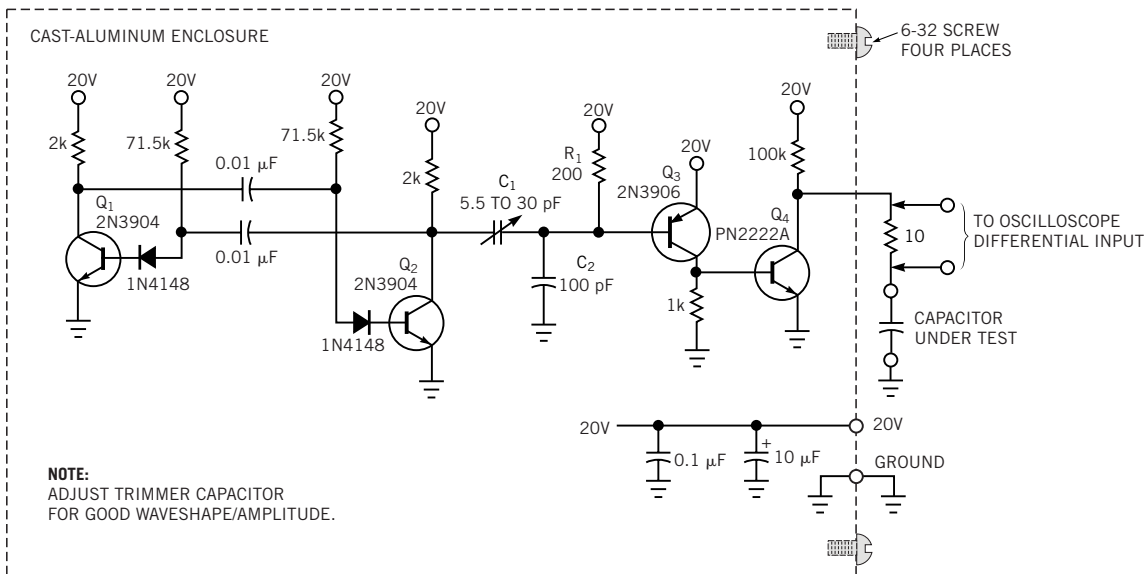 CAST-ALUMINUM ENCLOSURE
6-32 SCREW
FOUR PLACES
20V
20V
20V
20V
20V
20V
20V
2k
71.5k
71.5k
2k
0.01 µF
0.01 µF
Q1
2N3904
1N4148
Q2
2N3904
1N4148
C1
5.5 TO 30 pF
C2
100 pF
R1
200
Q3
2N3906
1k
100k
Q4
PN2222A
10
TO OSCILLOSCOPE
DIFFERENTIAL INPUT
CAPACITOR
UNDER TEST
20V
20V
0.1 µF
+
10 µF
GROUND
NOTE:
ADJUST TRIMMER CAPACITOR
FOR GOOD WAVESHAPE/AMPLITUDE.